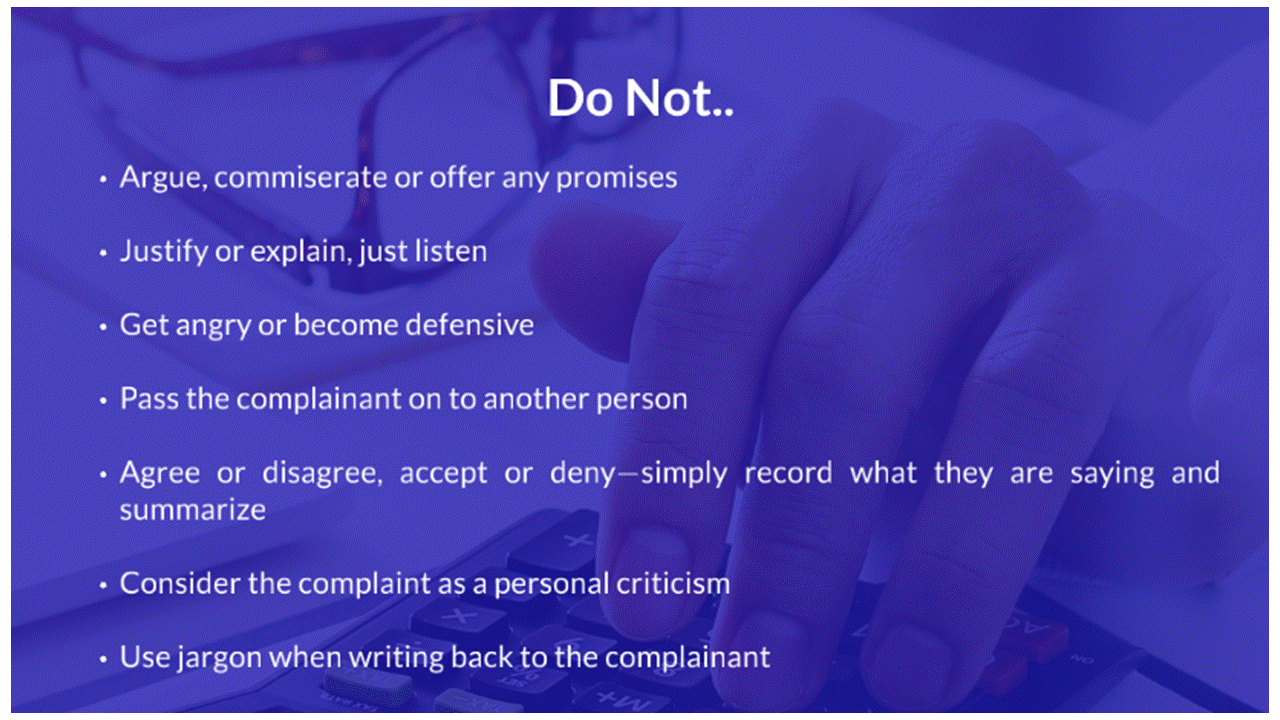 Do Not..
• Argue, commiserate or offer any promises
• Justify or explain, just listen
• Get angry or become defensive
• Pass the complainant on to another person
• Agree or disagree, accept or deny—simply record what they are saying and
summarize
• Consider the complaint as a personal criticism
• Use jargon when writing back to the complainant